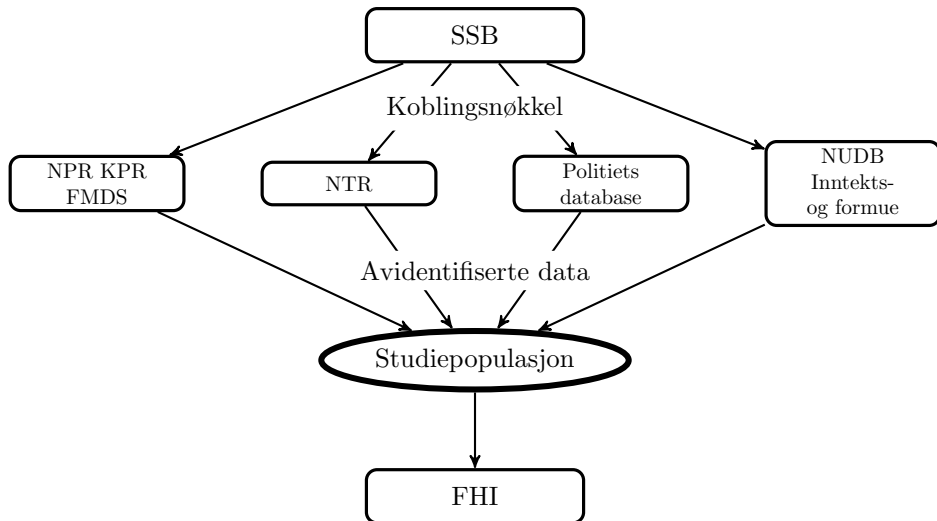 SSB
Koblingsnøkkel
NPR KPR
FMDS
NTR
Politiets
database
NUDB
Inntekts-
og formue
Avidentifiserte data
Studiepopulasjon
FHI